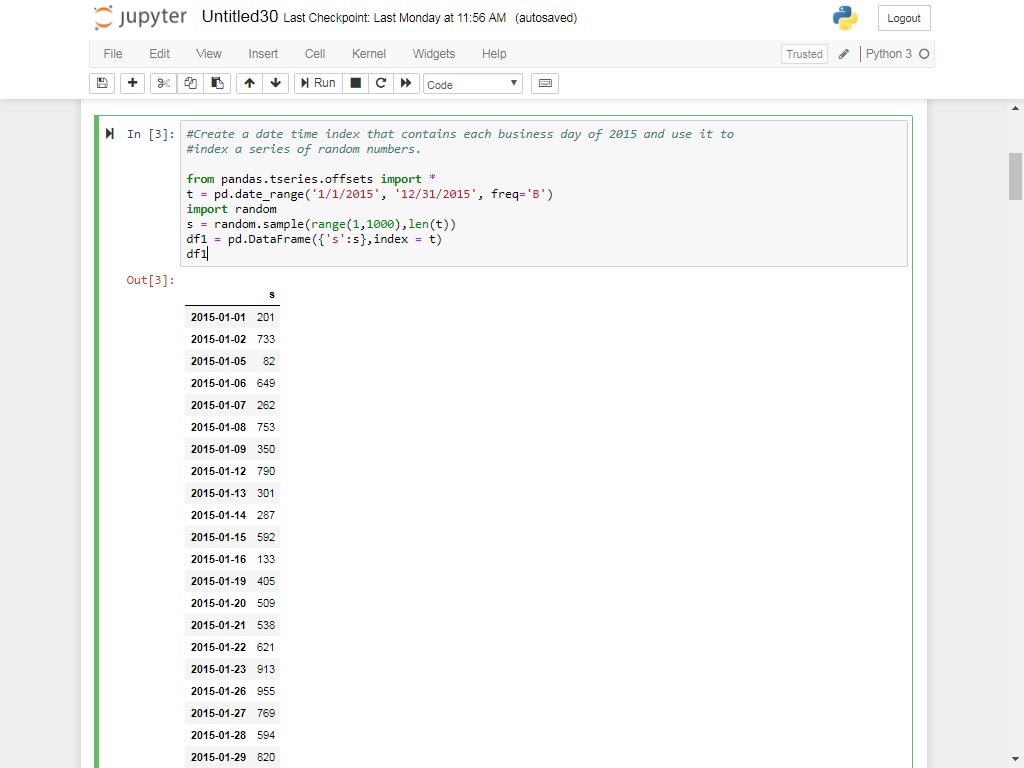 jupyter Untitled30 Last Checkpoint: Last Monday at 11:56 AM (autosaved) Logout
File Edit View Insert Cell Kernel Widgets Help Trusted Python 3
Run Code
In [3]: #Create a date time index that contains each business day of 2015 and use it to
#index a series of random numbers.
from pandas.tseries.offsets import *
t = pd.date_range('1/1/2015', '12/31/2015', freq='B')
import random
s = random.sample(range(1,1000),len(t))
df1 = pd.DataFrame({'s':s},index = t)
df1
Out[3]:
s
2015-01-01 201
2015-01-02 733
2015-01-05 82
2015-01-06 649
2015-01-07 262
2015-01-08 753
2015-01-09 350
2015-01-12 790
2015-01-13 301
2015-01-14 287
2015-01-15 592
2015-01-16 133
2015-01-19 405
2015-01-20 509
2015-01-21 538
2015-01-22 621
2015-01-23 913
2015-01-26 955
2015-01-27 769
2015-01-28 594
2015-01-29 820